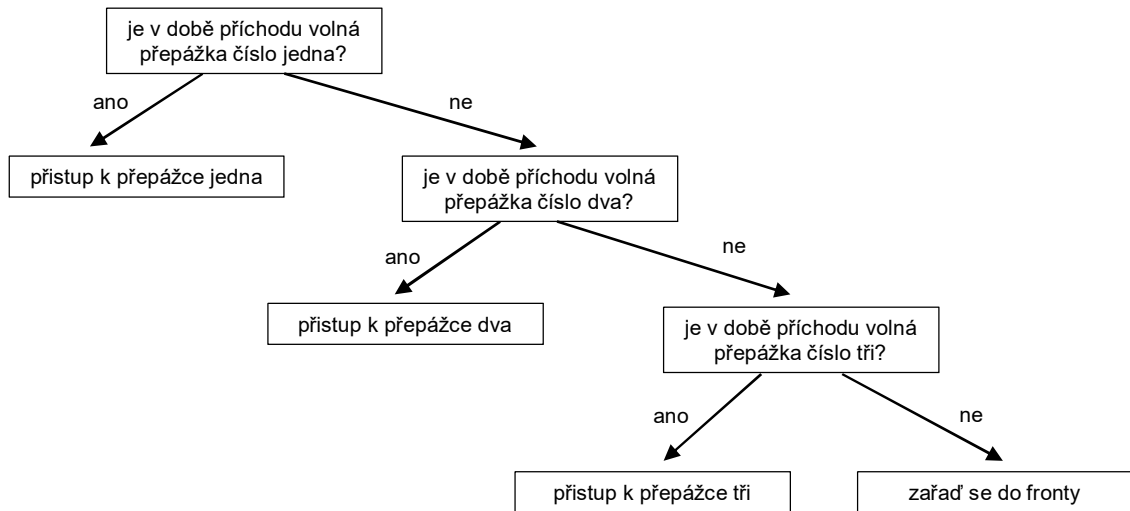 je v době příchodu volná
přepážka číslo jedna?
ano
ne
přistup k přepážce jedna
je v době příchodu volná
přepážka číslo dva?
ano
ne
přistup k přepážce dva
je v době příchodu volná
přepážka číslo tři?
ano
ne
přistup k přepážce tři
zařaď se do fronty